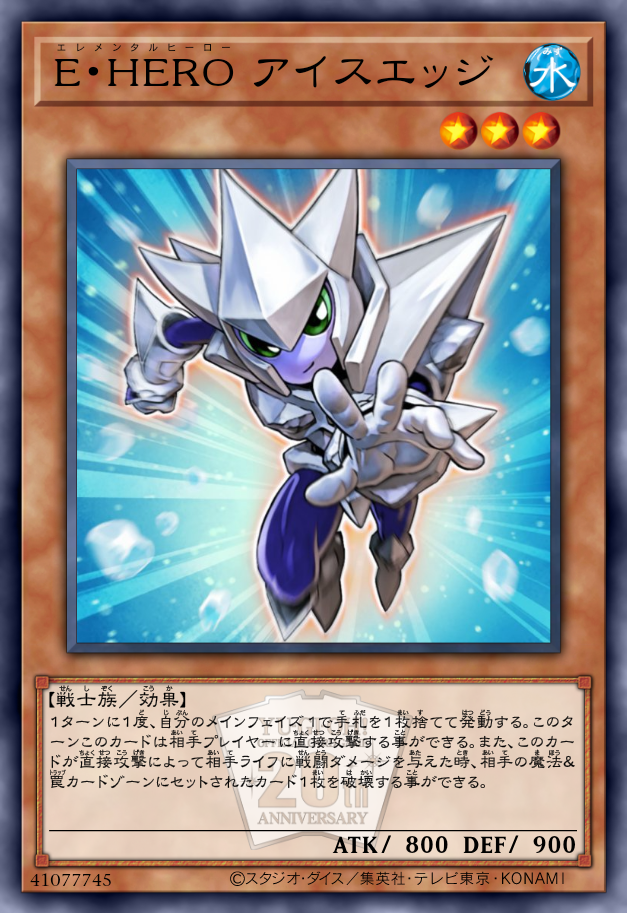 エレメンタルヒーロー
E・HERO アイスエッジ
みず
水
【戦士族／効果】
1ターンに1度、自分のメインフェイズ1で手札を1枚捨てて発動する。このタ
ーンこのカードは相手プレイヤーに直接攻撃する事ができる。また、このカー
ドが直接攻撃によって相手ライフに戦闘ダメージを与えた時、相手の魔法&
罠カードゾーンにセットされたカード1枚を破壊する事ができる。
20th
ANNIVERSARY
ATK/ 800 DEF/ 900
41077745
©スタジオ・ダイス／集英社・テレビ東京・KONAMI